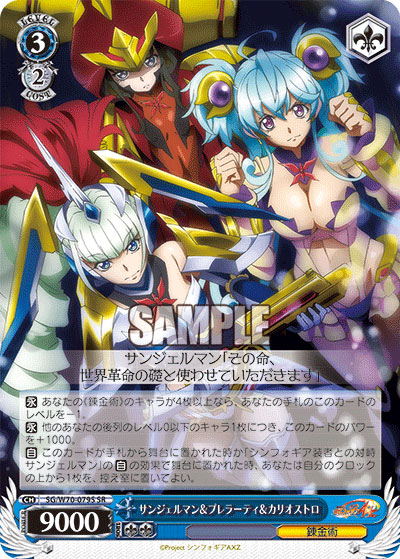 LEVEL
3
2
COST
SAMPLE
サンジェルマン「その命、
世界革命の礎と使わせていただきます」
永 あなたの《錬金術》のキャラが4枚以上なら、あなたの手札のこのカードの
レベルを－1。
永 他のあなたの後列のレベル0以下のキャラ1枚につき、このカードのパワー
を＋1000。
自 このカードが手札から舞台に置かれた時か「シンフォギア装者との共
対峙 サンジェルマン」の 自 の効果で舞台に置かれた時、あなたは自分のクロック
の上から1枚を、控え室に置いてよい。
CH SG/W70-079S SR
9000
サンジェルマン&プレラーティ&カリオストロ
錬金術
©Project シンフォギアAXZ